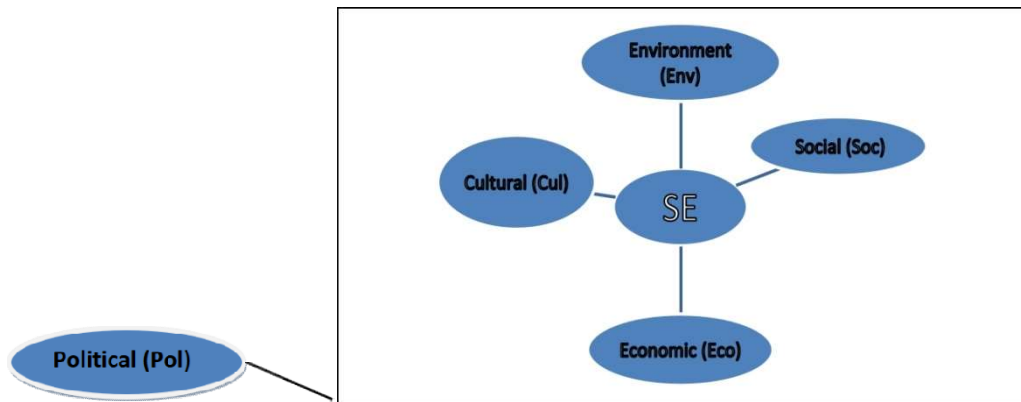 Environment
(Env)
Social (Soc)
Cultural (Cul)
SE
Economic (Eco)
Political (Pol)